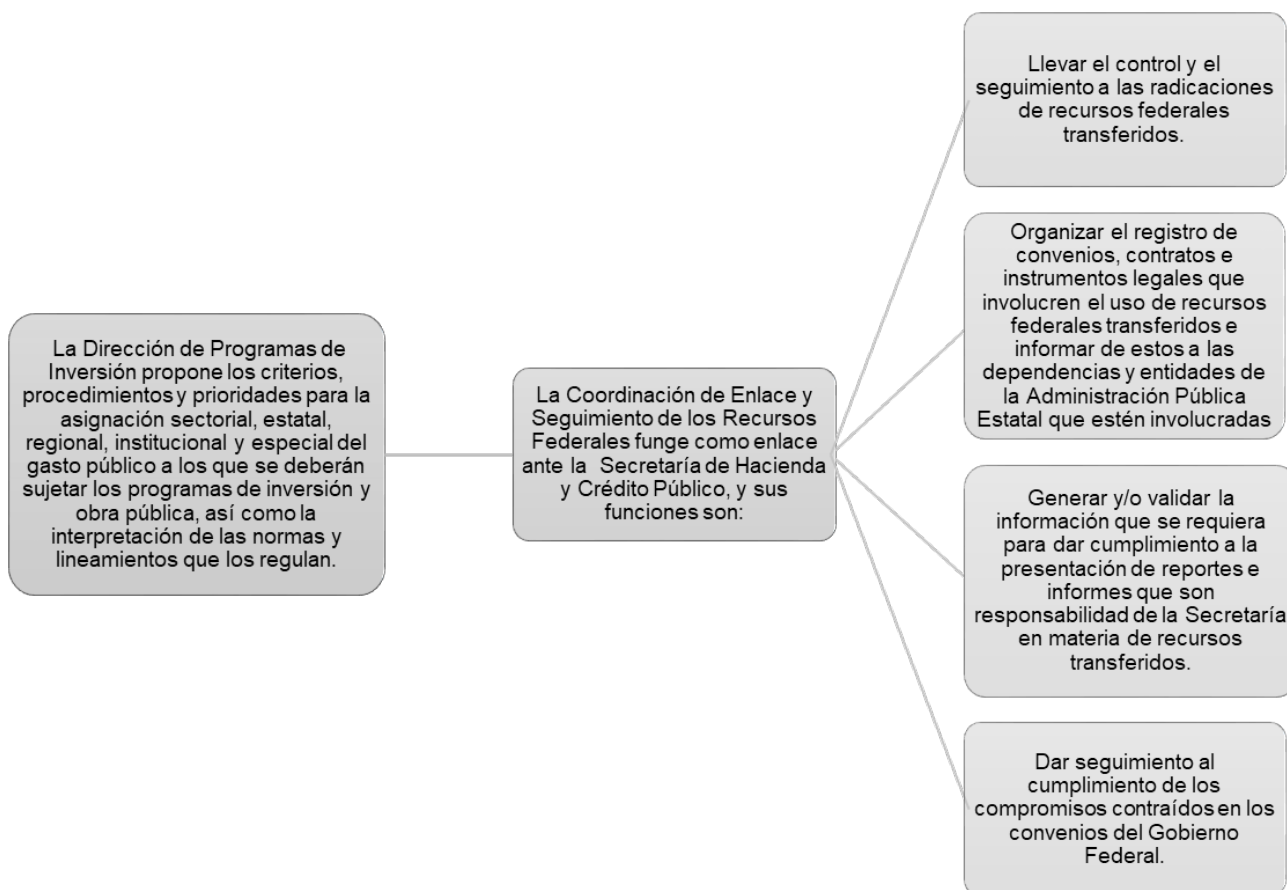 La Dirección de Programas de
Inversión propone los criterios,
procedimientos y prioridades para la
asignación sectorial, estatal,
regional, institucional y especial del
gasto público a los que se deberán
sujetar los programas de inversión y
obra pública, así como la
interpretación de las normas y
lineamientos que los regulan.
La Coordinación de Enlace y
Seguimiento de los Recursos
Federales funge como enlace
ante la Secretaría de Hacienda
y Crédito Público, y sus
funciones son:
Llevar el control y el
seguimiento a las radicaciones
de recursos federales
transferidos.
Organizar el registro de
convenios, contratos e
instrumentos legales que
involucren el uso de recursos
federales transferidos e
informar de estos a las
dependencias y entidades de
la Administración Pública
Estatal que estén involucradas
Generar y/o validar la
información que se requiera
para dar cumplimiento a la
presentación de reportes e
informes que son
responsabilidad de la Secretaría
en materia de recursos
transferidos.
Dar seguimiento al
cumplimiento de los
compromisos contraídos en los
convenios del Gobierno
Federal.